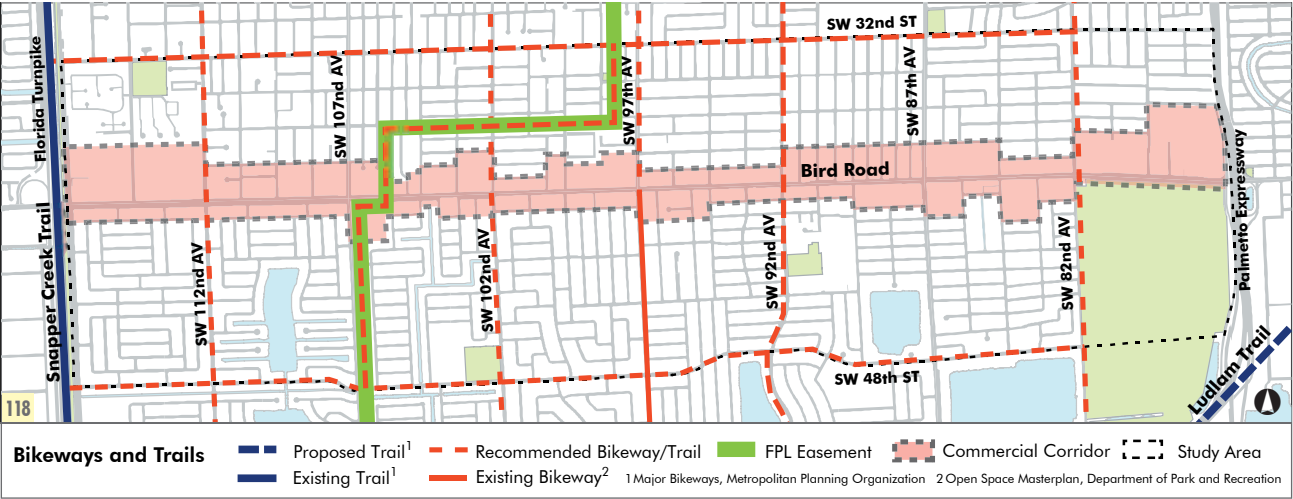 SW 32nd ST
Florida Turnpike
SW 107nd AV
SW 97th AV
SW 87th AV
Bird Road
Palmetto Expressway
Snapper Creek Trail
SW 112nd AV
SW 102nd AV
SW 92nd AV
SW 82nd AV
SW 48th ST
Ludlam Trail
118
Bikeways and Trails
Proposed Trail1
Recommended Bikeway/Trail
FPL Easement
Commercial Corridor
Study Area
Existing Trail1
Existing Bikeway2
1 Major Bikeways, Metropolitan Planning Organization
2 Open Space Masterplan, Department of Park and Recreation